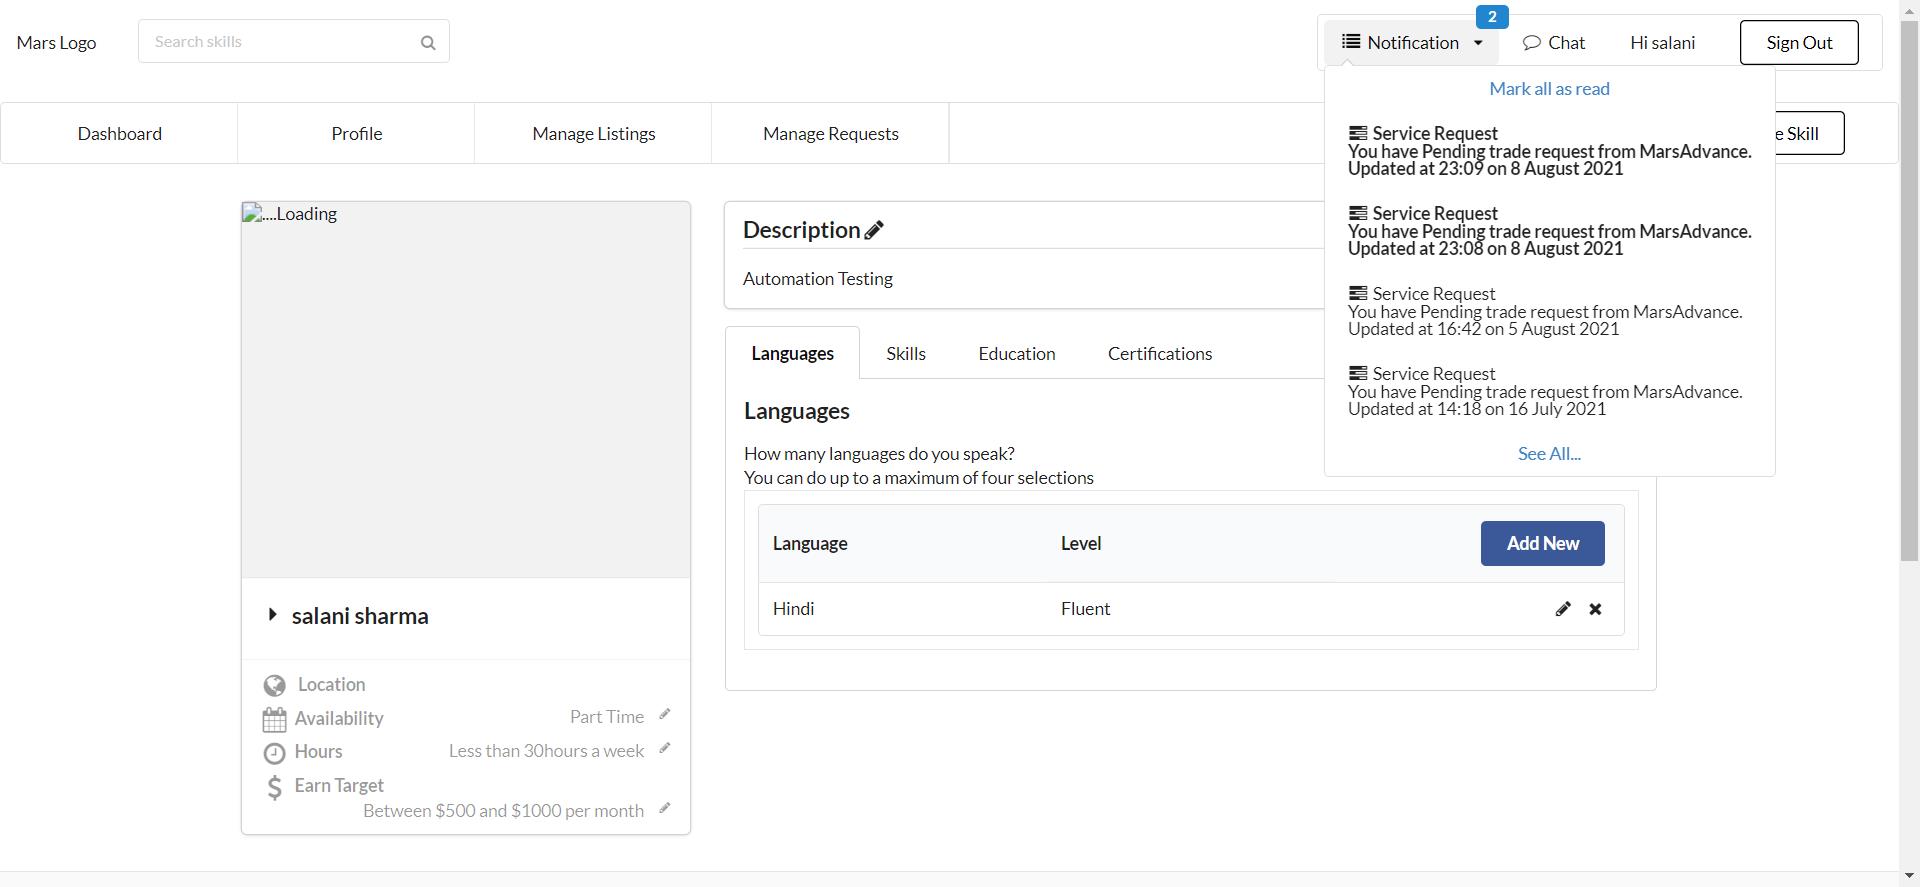 Mars Logo
Search skills
Notification
2
Chat
Hi salani
Sign Out
Mark all as read
Dashboard
Profile
Manage Listings
Manage Requests
e Skill
Service Request
You have Pending trade request from MarsAdvance.
Updated at 23:09 on 8 August 2021
Service Request
You have Pending trade request from MarsAdvance.
Updated at 23:08 on 8 August 2021
Service Request
You have Pending trade request from MarsAdvance.
Updated at 16:42 on 5 August 2021
Service Request
You have Pending trade request from MarsAdvance.
Updated at 14:18 on 16 July 2021
See All...
....Loading
salani sharma
Location
Availability
Part Time
Hours
Less than 30hours a week
Earn Target
Between $500 and $1000 per month
Description
Automation Testing
Languages
Skills
Education
Certifications
Languages
How many languages do you speak?
You can do up to a maximum of four selections
Language
Level
Add New
Hindi
Fluent